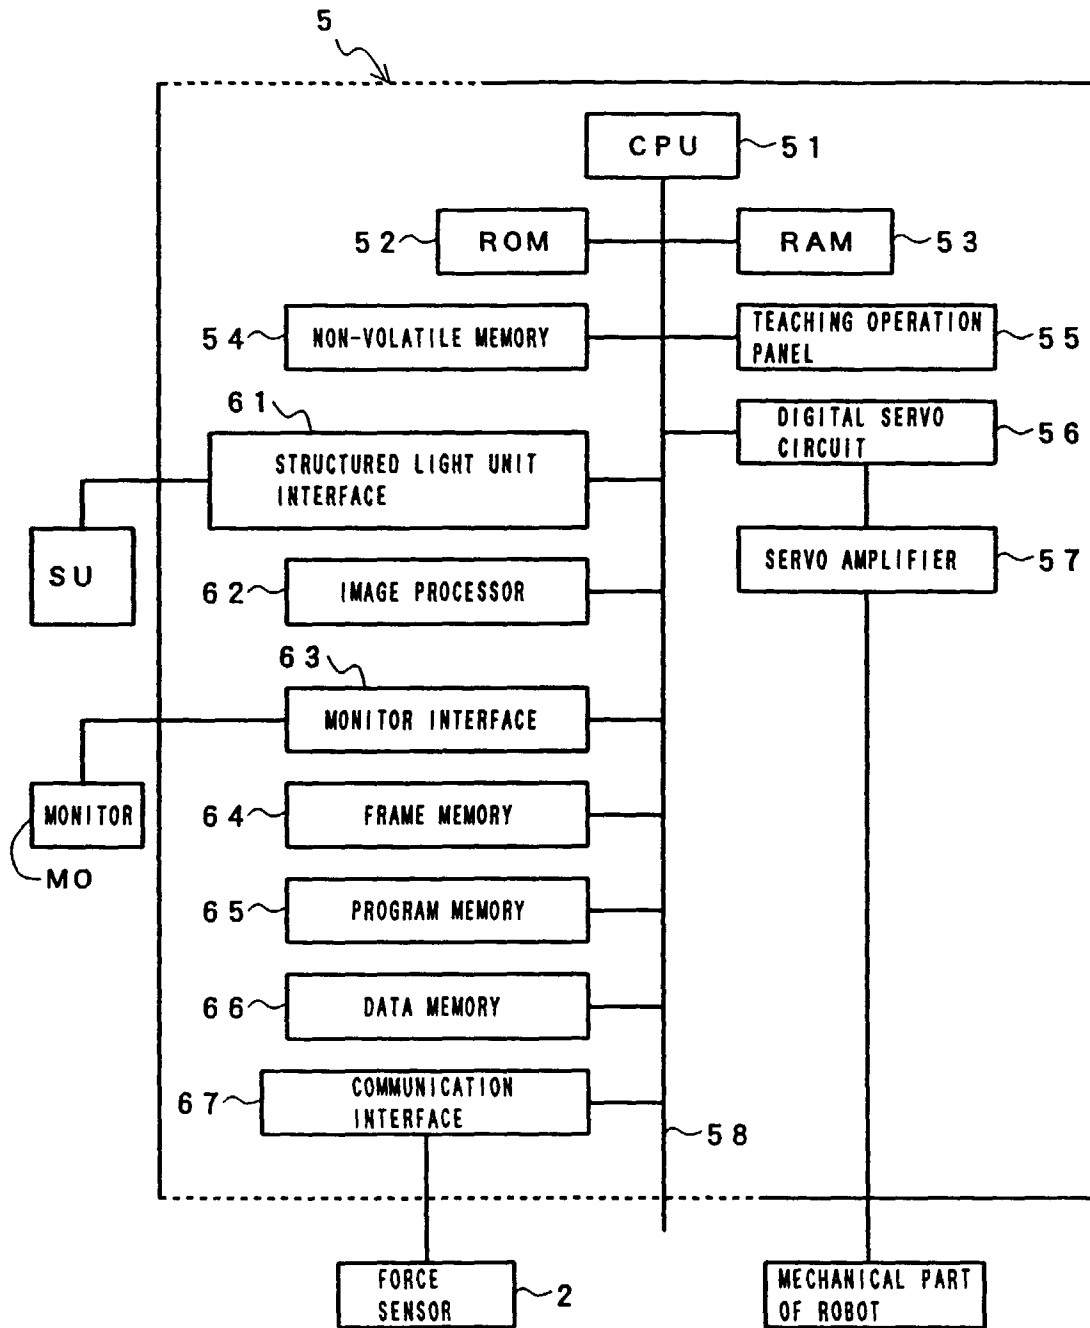 5
CPU
51
52
ROM
RAM
53
54
NON-VOLATILE MEMORY
TEACHING OPERATION
PANEL
55
61
STRUCTURED LIGHT UNIT
INTERFACE
DIGITAL SERVO
CIRCUIT
56
SU
62
IMAGE PROCESSOR
SERVO AMPLIFIER
57
63
MONITOR INTERFACE
MONITOR
MO
64
FRAME MEMORY
65
PROGRAM MEMORY
66
DATA MEMORY
67
COMMUNICATION
INTERFACE
58
FORCE
SENSOR
2
MECHANICAL PART
OF ROBOT